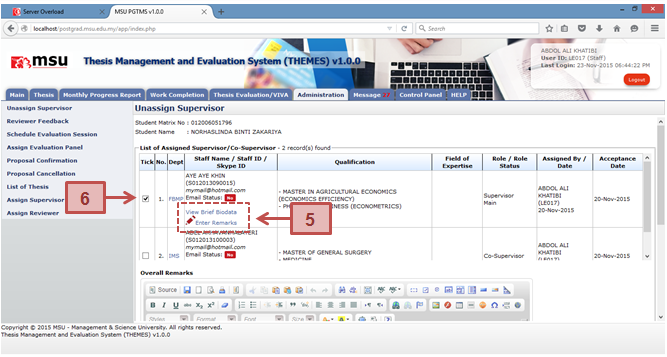 Server Overload
MSU PGTMS v1.0.0
localhost/postgrad.msu.edu.my/app/index.php
Search
msu
Thesis Management and Evaluation System (THEMES) v1.0.0
ABDOL ALI KHATIBI
User ID: LE017 (Staff)
Last Login: 23-Nov-2015 06:44:22 PM
Logout
Main Thesis Monthly Progress Report Work Completion Thesis Evaluation/VIVA Administration Message Control Panel HELP
Unassign Supervisor
Reviewer Feedback
Schedule Evaluation Session
Assign Evaluation Panel
Proposal Confirmation
Proposal Cancellation
List of Thesis
Assign Supervisor
Assign Reviewer
Unassign Supervisor
Student Matrix No : 012006051796
Student Name : NORHASLINDA BINTI ZAKARIYA
List of Assigned Supervisor/Co-Supervisor - 2 record(s) found
Tick No. Dept Staff Name / Staff ID / Skype ID Qualification Field of Expertise Role / Role Status Assigned By / Date Acceptance Date
1. FBMP
AYE AYE KHIN
(S012013090015)
mymail@hotmail.com
Email Status: No
View Brief Biodata
Enter Remarks
- MASTER IN AGRICULTURAL ECONOMICS
(ECONOMICS EFFICIENCY)
(ECONOMETRICS)
Supervisor
Main
ABDOL ALI
KHATIBI
(LE017)
20-Nov-2015
20-Nov-2015
2. IMS
(S012013100003)
mymail@hotmail.com
Email Status: No
- MASTER OF GENERAL SURGERY
- MEDICINE
Co-Supervisor
ABDOL ALI
KHATIBI
(LE017)
20-Nov-2015
6
5
Overall Remarks
Source
Styles Format Font Size
Copyright © 2015 MSU - Management & Science University. All rights reserved.
Thesis Management and Evaluation System (THEMES) v1.0.0